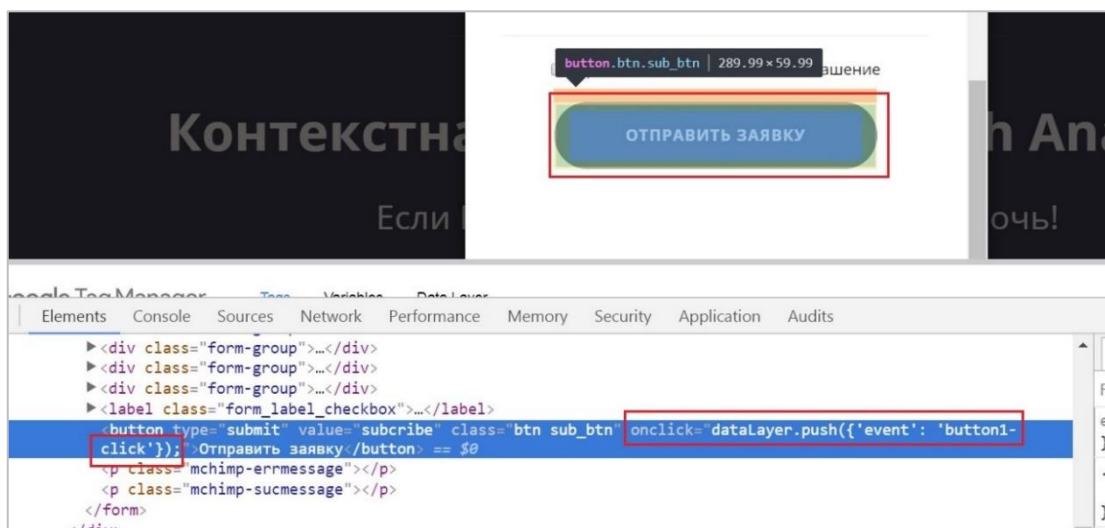 button.btn.sub_btn | 289.99×59.99
ашение
Контекстна
h An
ОТПРАВИТЬ ЗАЯВКУ
Если
очь!
Tag Manager Tags Variables Data Layer
Elements Console Sources Network Performance Memory Security Application Audits
▶<div class="form-group">…</div>
▶<div class="form-group">…</div>
▶<div class="form-group">…</div>
▶<label class="form_label_checkbox">…</label>
<button type="submit" value="subcribe" class="btn sub_btn" onclick="dataLayer.push({'event': 'button1-
click'});">Отправить заявку</button> == $0
<p class="mchimp-errmessage"></p>
<p class="mchimp-sucmessage"></p>
</form>